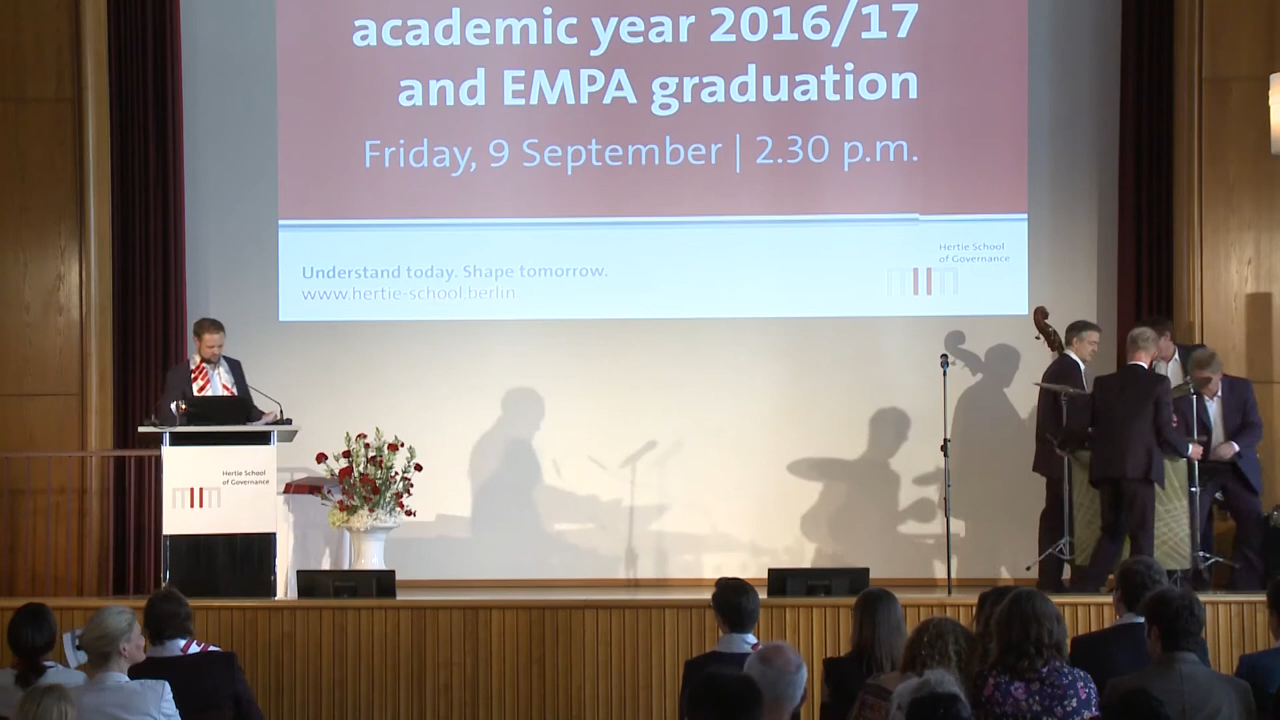 academic year 2016/17
and EMPA graduation
Friday, 9 September | 2.30 p.m.
Hertie School
of Governance
Understand today. Shape tomorrow.
www.hertie-school.berlin
Hertie School
of Governance